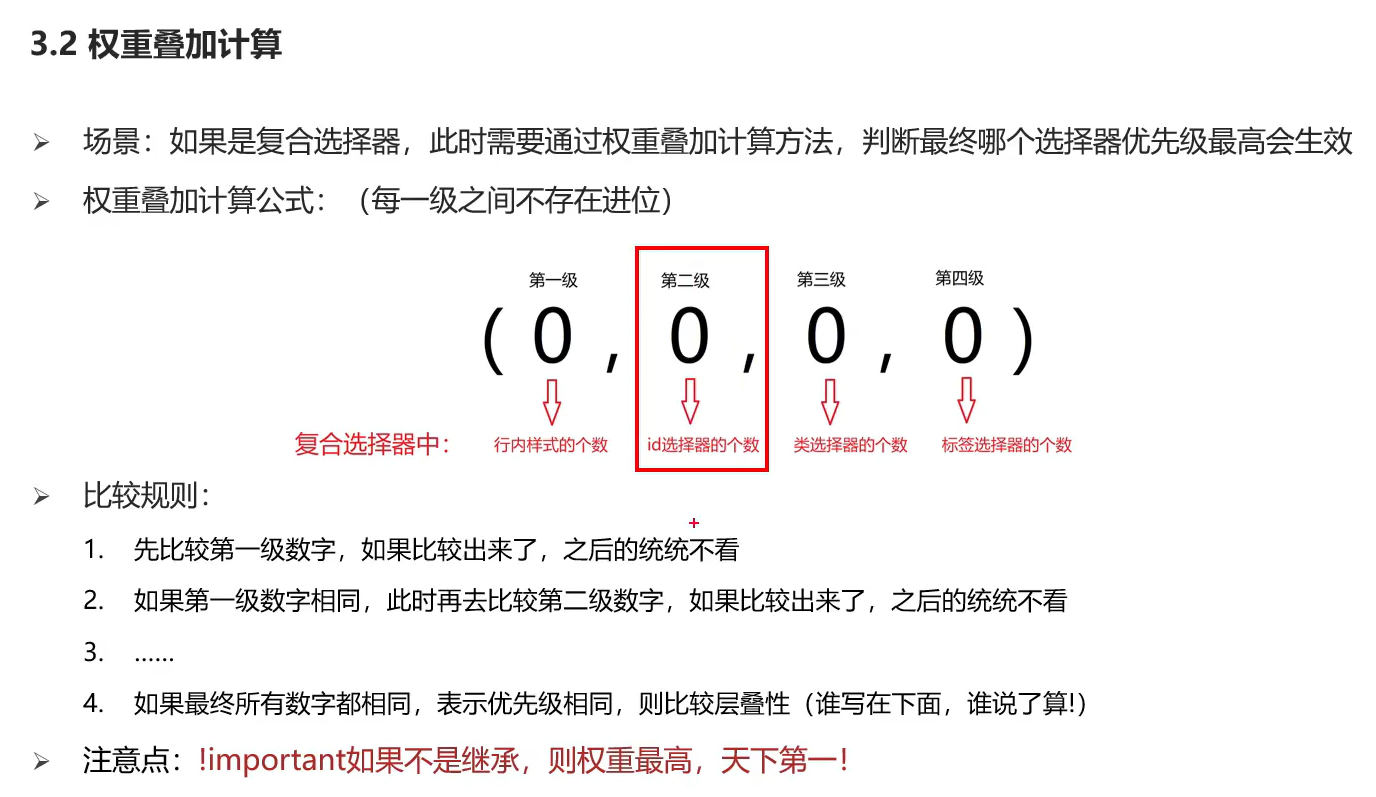 3.2 权重叠加计算
场景：如果是复合选择器，此时需要通过权重叠加计算方法，判断最终哪个选择器优先级最高会生效
权重叠加计算公式：（每一级之间不存在进位）
第一级 第二级 第三级 第四级
( 0 , 0 , 0 , 0 )
复合选择器中： 行内样式的个数 id选择器的个数 类选择器的个数 标签选择器的个数
比较规则：
1. 先比较第一级数字，如果比较出来了，之后的统统不看
2. 如果第一级数字相同，此时再去比较第二级数字，如果比较出来了，之后的统统不看
3. ......
4. 如果最终所有数字都相同，表示优先级相同，则比较层叠性（谁写在下面，谁说了算!）
注意点：!important如果不是继承，则权重最高，天下第一！